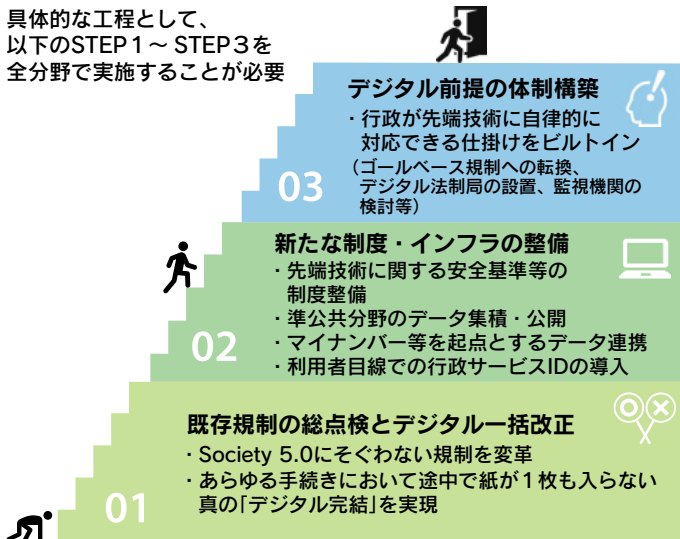 具体的な工程として、
以下のSTEP１～ STEP３を
全分野で実施することが必要
デジタル前提の体制構築
・行政が先端技術に自律的に
対応できる仕掛けをビルトイン
（ゴールベース規制への転換、
デジタル法制局の設置、監視機関の
検討等）
03
新たな制度・インフラの整備
・先端技術に関する安全基準等の
制度整備
・準公共分野のデータ集積・公開
・マイナンバー等を起点とするデータ連携
・利用者目線での行政サービスIDの導入
02
既存規制の総点検とデジタル一括改正
・Society 5.0にそぐわない規制を変革
・あらゆる手続きにおいて途中で紙が１枚も入らない
真の「デジタル完結」を実現
01